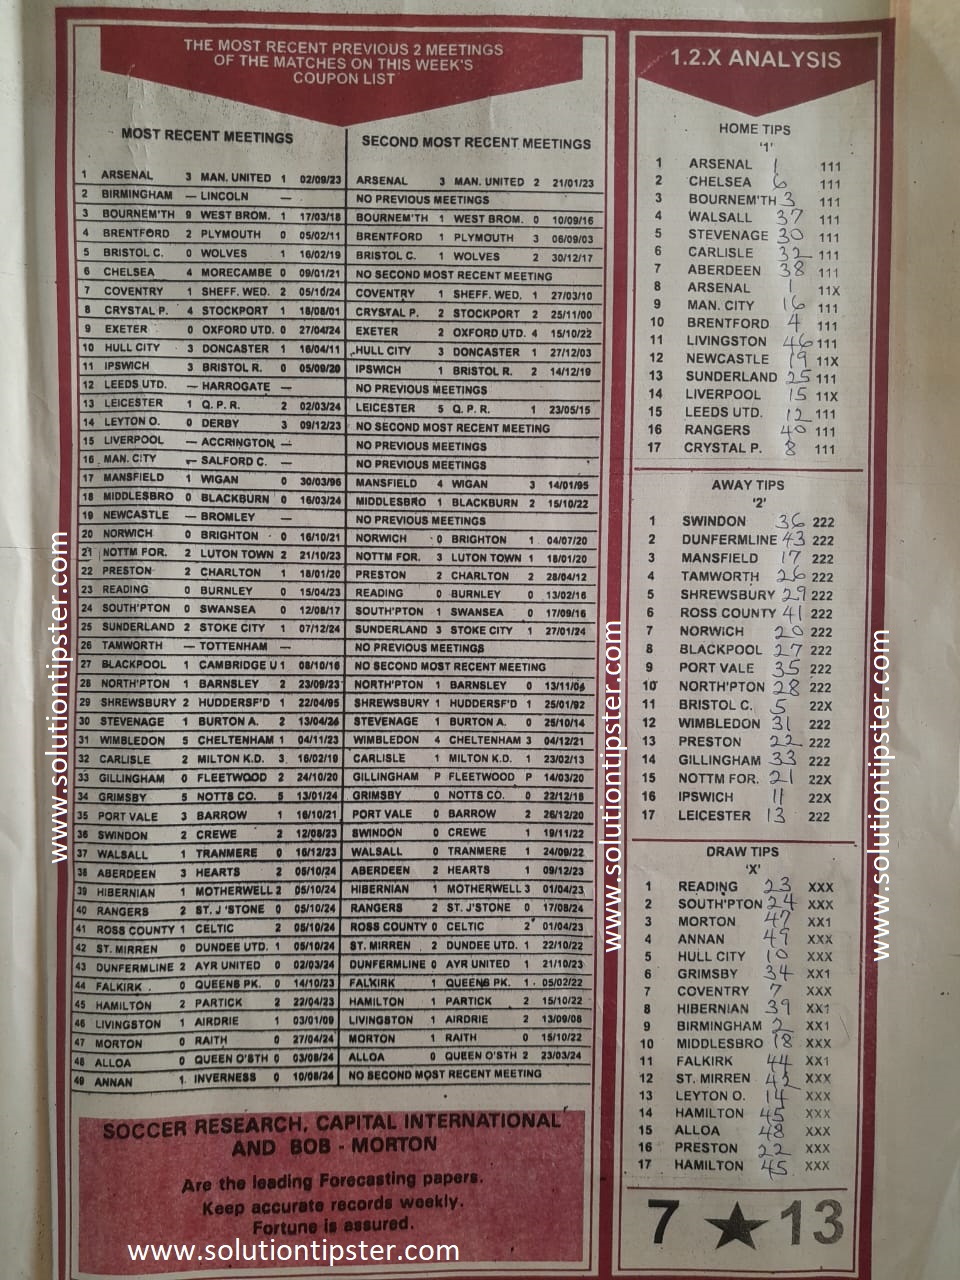 THE MOST RECENT PREVIOUS 2 MEETINGS
OF THE MATCHES ON THIS WEEK'S
COUPON LIST
MOST RECENT MEETINGS SECOND MOST RECENT MEETINGS
1 ARSENAL 3 MAN. UNITED 1 02/09/23 ARSENAL 3 MAN. UNITED 2 21/01/23
2 BIRMINGHAM — LINCOLN — NO PREVIOUS MEETINGS
3 BOURNEM'TH 9 WEST BROM. 1 17/03/18 BOURNEM'TH 1 WEST BROM. 0 10/09/16
4 BRENTFORD 2 PLYMOUTH 0 05/02/11 BRENTFORD 1 PLYMOUTH 3 06/09/03
5 BRISTOL C. 0 WOLVES 1 16/02/19 BRISTOL C. 1 WOLVES 2 30/12/17
6 CHELSEA 4 MORECAMBE 0 09/01/21 NO SECOND MOST RECENT MEETING
7 COVENTRY 1 SHEFF. WED. 2 05/10/24 COVENTRY 1 SHEFF. WED. 1 27/03/10
8 CRYSTAL P. 4 STOCKPORT 1 18/08/01 CRYSTAL P. 2 STOCKPORT 2 25/11/00
9 EXETER 0 OXFORD UTD. 0 27/04/24 EXETER 2 OXFORD UTD. 4 15/10/22
10 HULL CITY 3 DONCASTER 1 16/04/11 HULL CITY 3 DONCASTER 1 27/12/03
11 IPSWICH 3 BRISTOL R. 0 05/09/20 IPSWICH 1 BRISTOL R. 2 14/12/19
12 LEEDS UTD. — HARROGATE — NO PREVIOUS MEETINGS
13 LEICESTER 1 Q. P. R. 2 02/03/24 LEICESTER 5 Q. P. R. 1 23/05/15
14 LEYTON O. 0 DERBY 3 09/12/23 NO SECOND MOST RECENT MEETING
15 LIVERPOOL — ACCRINGTON — NO PREVIOUS MEETINGS
16 MAN. CITY — SALFORD C. — NO PREVIOUS MEETINGS
17 MANSFIELD 1 WIGAN 0 30/03/96 MANSFIELD 4 WIGAN 3 14/01/95
18 MIDDLESBRO 0 BLACKBURN 0 16/03/24 MIDDLESBRO 1 BLACKBURN 2 15/10/22
19 NEWCASTLE — BROMLEY — NO PREVIOUS MEETINGS
20 NORWICH 0 BRIGHTON 0 16/10/21 NORWICH 0 BRIGHTON 1 04/07/20
21 NOTTM FOR. 2 LUTON TOWN 2 21/10/23 NOTTM FOR. 3 LUTON TOWN 1 18/01/20
22 PRESTON 2 CHARLTON 1 18/01/20 PRESTON 2 CHARLTON 2 28/04/12
23 READING 0 BURNLEY 0 15/04/23 READING 0 BURNLEY 0 13/02/16
24 SOUTH'PTON 0 SWANSEA 0 12/08/17 SOUTH'PTON 1 SWANSEA 0 17/09/16
25 SUNDERLAND 2 STOKE CITY 1 07/12/24 SUNDERLAND 3 STOKE CITY 1 27/01/24
26 TAMWORTH — TOTTENHAM — NO PREVIOUS MEETINGS
27 BLACKPOOL 1 CAMBRIDGE U 1 08/10/16 NO SECOND MOST RECENT MEETING
28 NORTH'PTON 1 BARNSLEY 2 23/09/23 NORTH'PTON 1 BARNSLEY 0
29 SHREWSBURY 2 HUDDERSF'D 1 22/04/95 SHREWSBURY 1 HUDDERSF'D 1 25/01/92
30 STEVENAGE 1 BURTON A. 2 STEVENAGE 1 BURTON A. 0 25/10/14
31 WIMBLEDON 5 CHELTENHAM 1 04/11/23 WIMBLEDON 4 CHELTENHAM 3 04/12/21
32 CARLISLE 2 MILTON K.D. 3 16/02/10 CARLISLE 1 MILTON K.D. 1 23/02/13
33 GILLINGHAM 0 FLEETWOOD 2 24/10/20 GILLINGHAM P FLEETWOOD P 14/03/20
34 GRIMSBY 5 NOTTS CO. 5 13/01/24 GRIMSBY 0 NOTTS CO. 0 22/12/18
35 PORT VALE 3 BARROW 1 16/10/21 PORT VALE 0 BARROW 2 26/12/20
36 SWINDON 2 CREWE 2 12/08/23 SWINDON 0 CREWE 1 19/11/22
37 WALSALL 1 TRANMERE 0 16/12/23 WALSALL 0 TRANMERE 1 24/09/22
38 ABERDEEN 3 HEARTS 2 05/10/24 ABERDEEN 2 HEARTS 1 09/12/23
39 HIBERNIAN 1 MOTHERWELL 2 05/10/24 HIBERNIAN 1 MOTHERWELL 3 01/04/23
40 RANGERS 2 ST. J 'STONE 0 05/10/24 RANGERS 2 ST. J'STONE 0 17/08/24
41 ROSS COUNTY 1 CELTIC 2 05/10/24 ROSS COUNTY 0 CELTIC 2 01/04/23
42 ST. MIRREN 0 DUNDEE UTD. 1 05/10/24 ST. MIRREN 2 DUNDEE UTD. 1 22/10/22
43 DUNFERMLINE 2 AYR UNITED 0 02/03/24 DUNFERMLINE 0 AYR UNITED 1 21/10/23
44 FALKIRK 0 QUEENS PK. 0 14/10/23 FALKIRK 1 QUEENS PK. 1 05/02/22
45 HAMILTON 2 PARTICK 2 22/04/23 HAMILTON 1 PARTICK 2 15/10/22
46 LIVINGSTON 1 AIRDRIE 1 03/01/09 LIVINGSTON 1 AIRDRIE 2 13/09/08
47 MORTON 0 RAITH 0 27/04/24 MORTON 1 RAITH 0 15/10/22
48 ALLOA 0 QUEEN O'STH 0 03/08/24 ALLOA 0 QUEEN O'STH 2 23/03/24
49 ANNAN 1 INVERNESS 0 10/08/24 NO SECOND MOST RECENT MEETING
SOCCER RESEARCH, CAPITAL INTERNATIONAL
AND BOB - MORTON
Are the leading Forecasting papers.
Keep accurate records weekly.
Fortune is assured.
www.solutiontipster.com
1.2.X ANALYSIS
HOME TIPS
'1'
1 ARSENAL 1 111
2 CHELSEA 6 111
3 BOURNEM'TH 3 111
4 WALSALL 37 111
5 STEVENAGE 30 111
6 CARLISLE 32 111
7 ABERDEEN 38 111
8 ARSENAL 1 11X
9 MAN. CITY 16 111
10 BRENTFORD 4 111
11 LIVINGSTON 46 111
12 NEWCASTLE 19 11X
13 SUNDERLAND 25 111
14 LIVERPOOL 15 11X
15 LEEDS UTD. 12 111
16 RANGERS 40 111
17 CRYSTAL P. 8 111
AWAY TIPS
'2'
1 SWINDON 36 222
2 DUNFERMLINE 43 222
3 MANSFIELD 17 222
4 TAMWORTH 26 222
5 SHREWSBURY 29 222
6 ROSS COUNTY 41 222
7 NORWICH 20 222
8 BLACKPOOL 27 222
9 PORT VALE 35 222
10 NORTH'PTON 28 222
11 BRISTOL C. 5 22X
12 WIMBLEDON 31 222
13 PRESTON 22 222
14 GILLINGHAM 33 222
15 NOTTM FOR. 21 22X
16 IPSWICH 11 22X
17 LEICESTER 13 222
DRAW TIPS
'X'
1 READING 23 XXX
2 SOUTH'PTON 24 XXX
3 MORTON 47 XX1
4 ANNAN 49 XXX
5 HULL CITY 10 XXX
6 GRIMSBY 34 XX1
7 COVENTRY 7 XXX
8 HIBERNIAN 39 XX1
9 BIRMINGHAM 2 XX1
10 MIDDLESBRO 18 XXX
11 FALKIRK 44 XX1
12 ST. MIRREN 42 XXX
13 LEYTON O. 14 XXX
14 HAMILTON 45 XXX
15 ALLOA 48 XXX
16 PRESTON 22 XXX
17 HAMILTON 45 XXX
7 ★ 13
www.solutiontipster.com
www.solutiontipster.com
www.solutiontipster.com